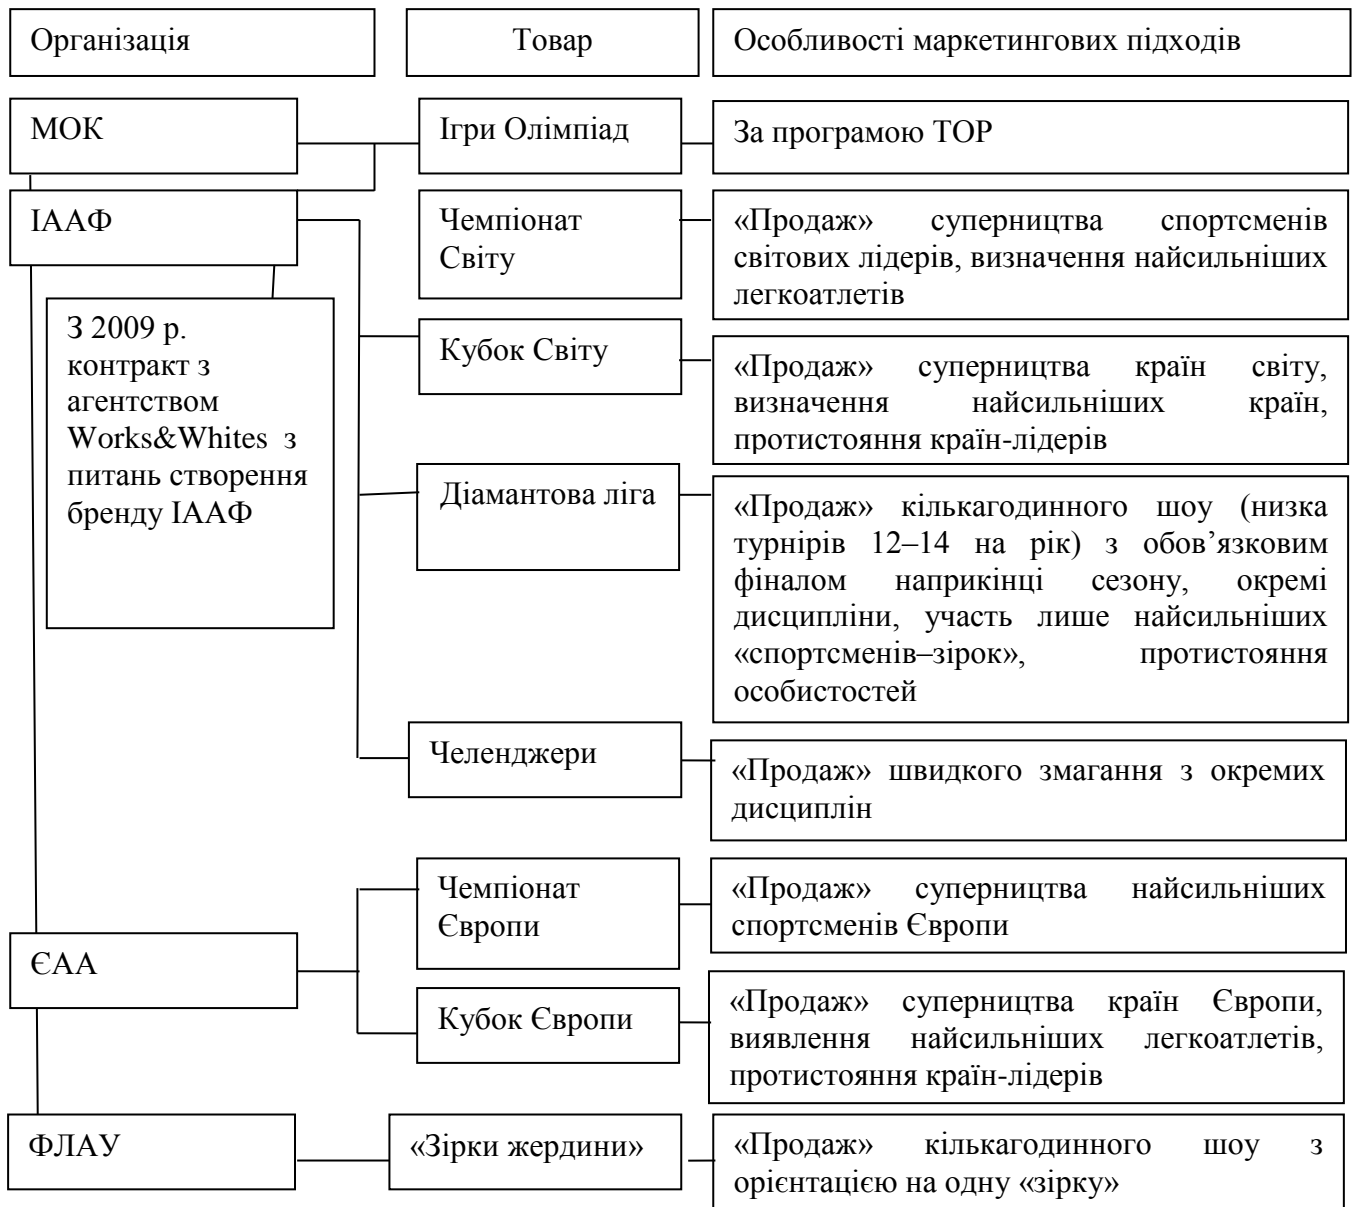 Організація
Товар
Особливості маркетингових підходів
МОК
Ігри Олімпіад
За програмою TOP
ІААФ
Чемпіонат
Світу
«Продаж» суперництва спортсменів
світових лідерів, визначення найсильніших
легкоатлетів
З 2009 р.
контракт з
агентством
Works&Whites з
питань створення
бренду ІААФ
Кубок Світу
«Продаж» суперництва країн світу,
визначення найсильніших країн,
протистояння країн-лідерів
Діамантова ліга
«Продаж» кількагодинного шоу (низка
турнірів 12–14 на рік) з обов’язковим
фіналом наприкінці сезону, окремі
дисципліни, участь лише найсильніших
«спортсменів–зірок», протистояння
особистостей
Челенджери
«Продаж» швидкого змагання з окремих
дисциплін
ЄАА
Чемпіонат
Європи
«Продаж» суперництва найсильніших
спортсменів Європи
Кубок Європи
«Продаж» суперництва країн Європи,
виявлення найсильніших легкоатлетів,
протистояння країн-лідерів
ФЛАУ
«Зірки жердини»
«Продаж» кількагодинного шоу з
орієнтацією на одну «зірку»